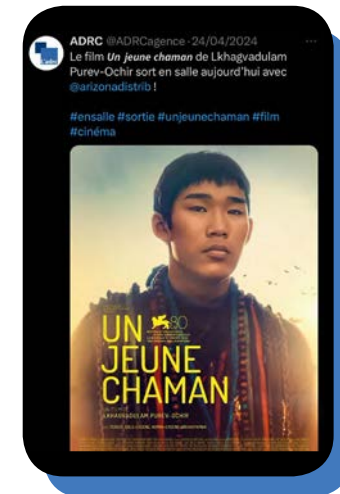 ADRC @ADRCagence · 24/04/2024 ...
Le film Un jeune chaman de Lkhagvadulam
Purev-Ochir sort en salle aujourd'hui avec
@arizonadistrib !
#ensalle #sortie #unjeunechaman #film
#cinéma
80
UN
JEUNE
CHAMAN
LKHAGVADULAM PUREV-OCHIR